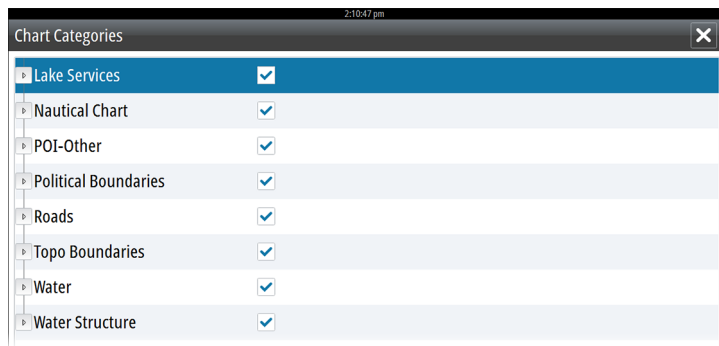 2:10:47 pm
Chart Categories
Lake Services
Nautical Chart
POI-Other
Political Boundaries
Roads
Topo Boundaries
Water
Water Structure